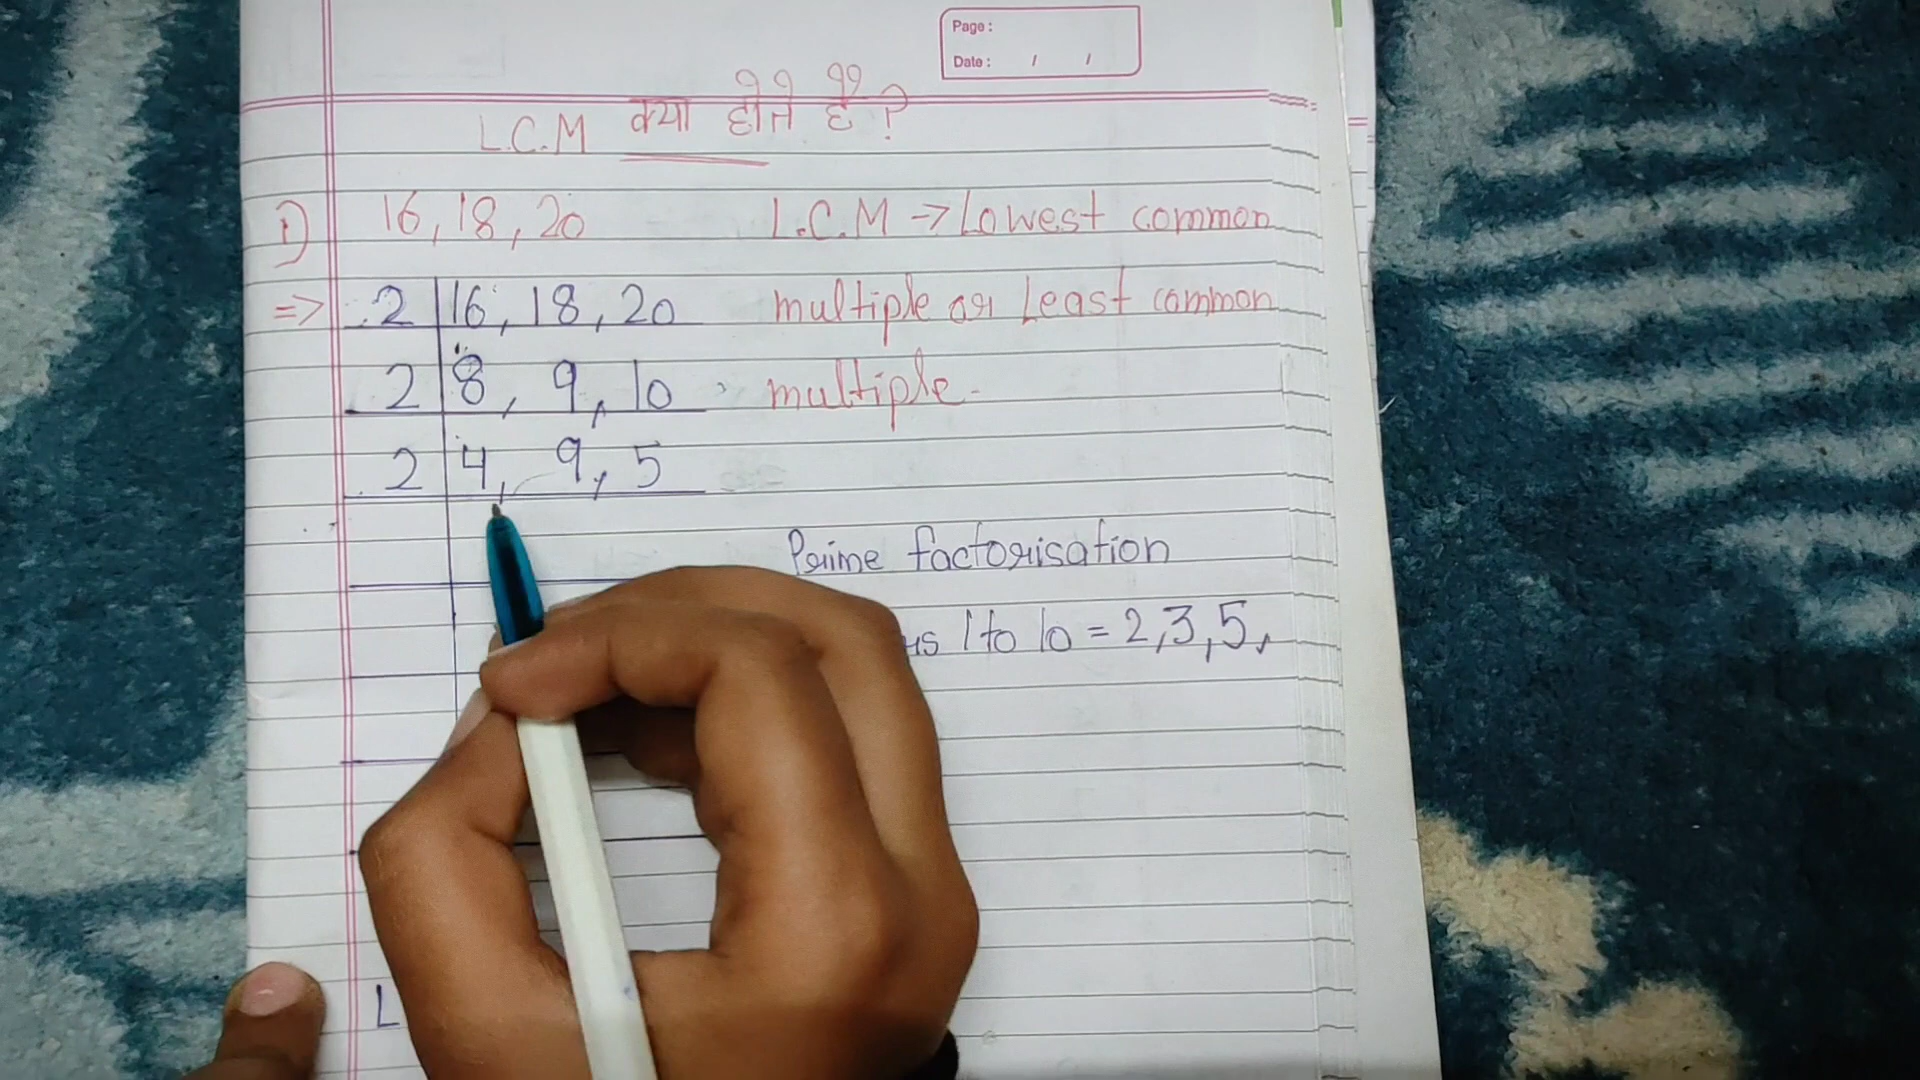 Page :
Date : / /
L.C.M क्या होते है ?
1) 16, 18, 20 L.C.M → Lowest common
=> 2 | 16, 18, 20 multiple or Least common
2 | 8, 9, 10 multiple.
2 | 4, 9, 5
Prime factorisation
1 to 10 = 2, 3, 5,
L